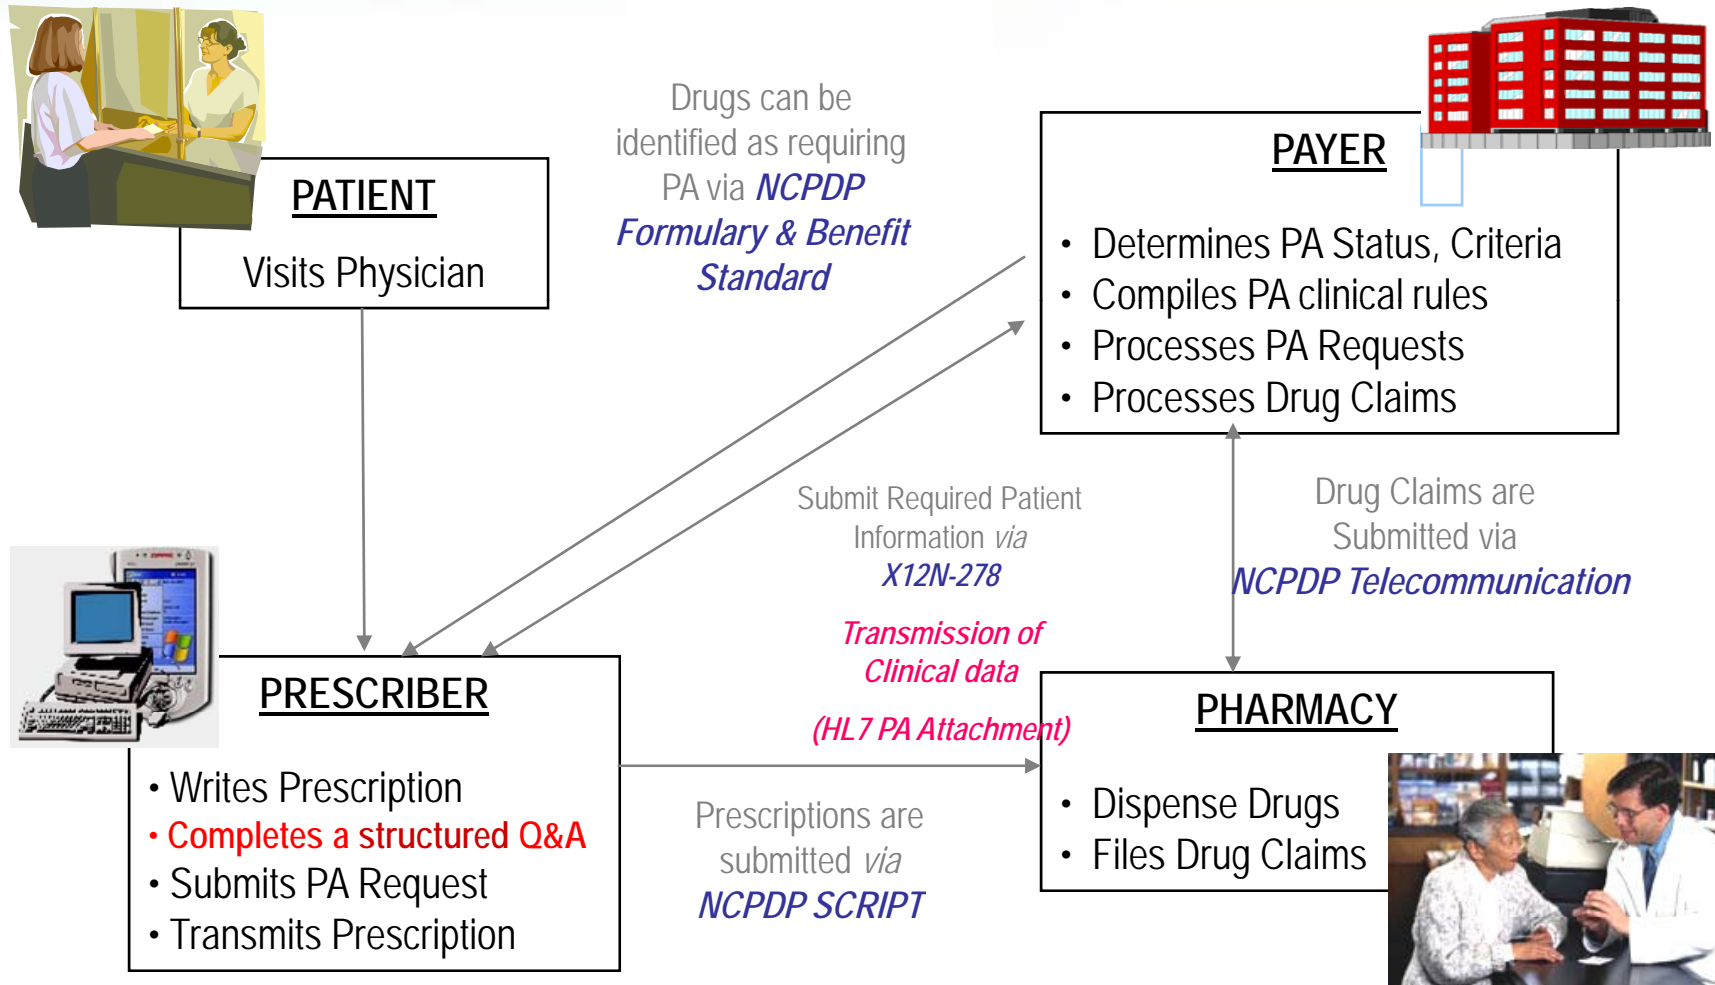 PATIENT
Visits Physician
Drugs can be
identified as requiring
PA via NCPDP
Formulary & Benefit
Standard
PAYER
• Determines PA Status, Criteria
• Compiles PA clinical rules
• Processes PA Requests
• Processes Drug Claims
Submit Required Patient
Information via
X12N-278
Transmission of
Clinical data
(HL7 PA Attachment)
Drug Claims are
Submitted via
NCPDP Telecommunication
PRESCRIBER
• Writes Prescription
• Completes a structured Q&A
• Submits PA Request
• Transmits Prescription
Prescriptions are
submitted via
NCPDP SCRIPT
PHARMACY
• Dispense Drugs
• Files Drug Claims